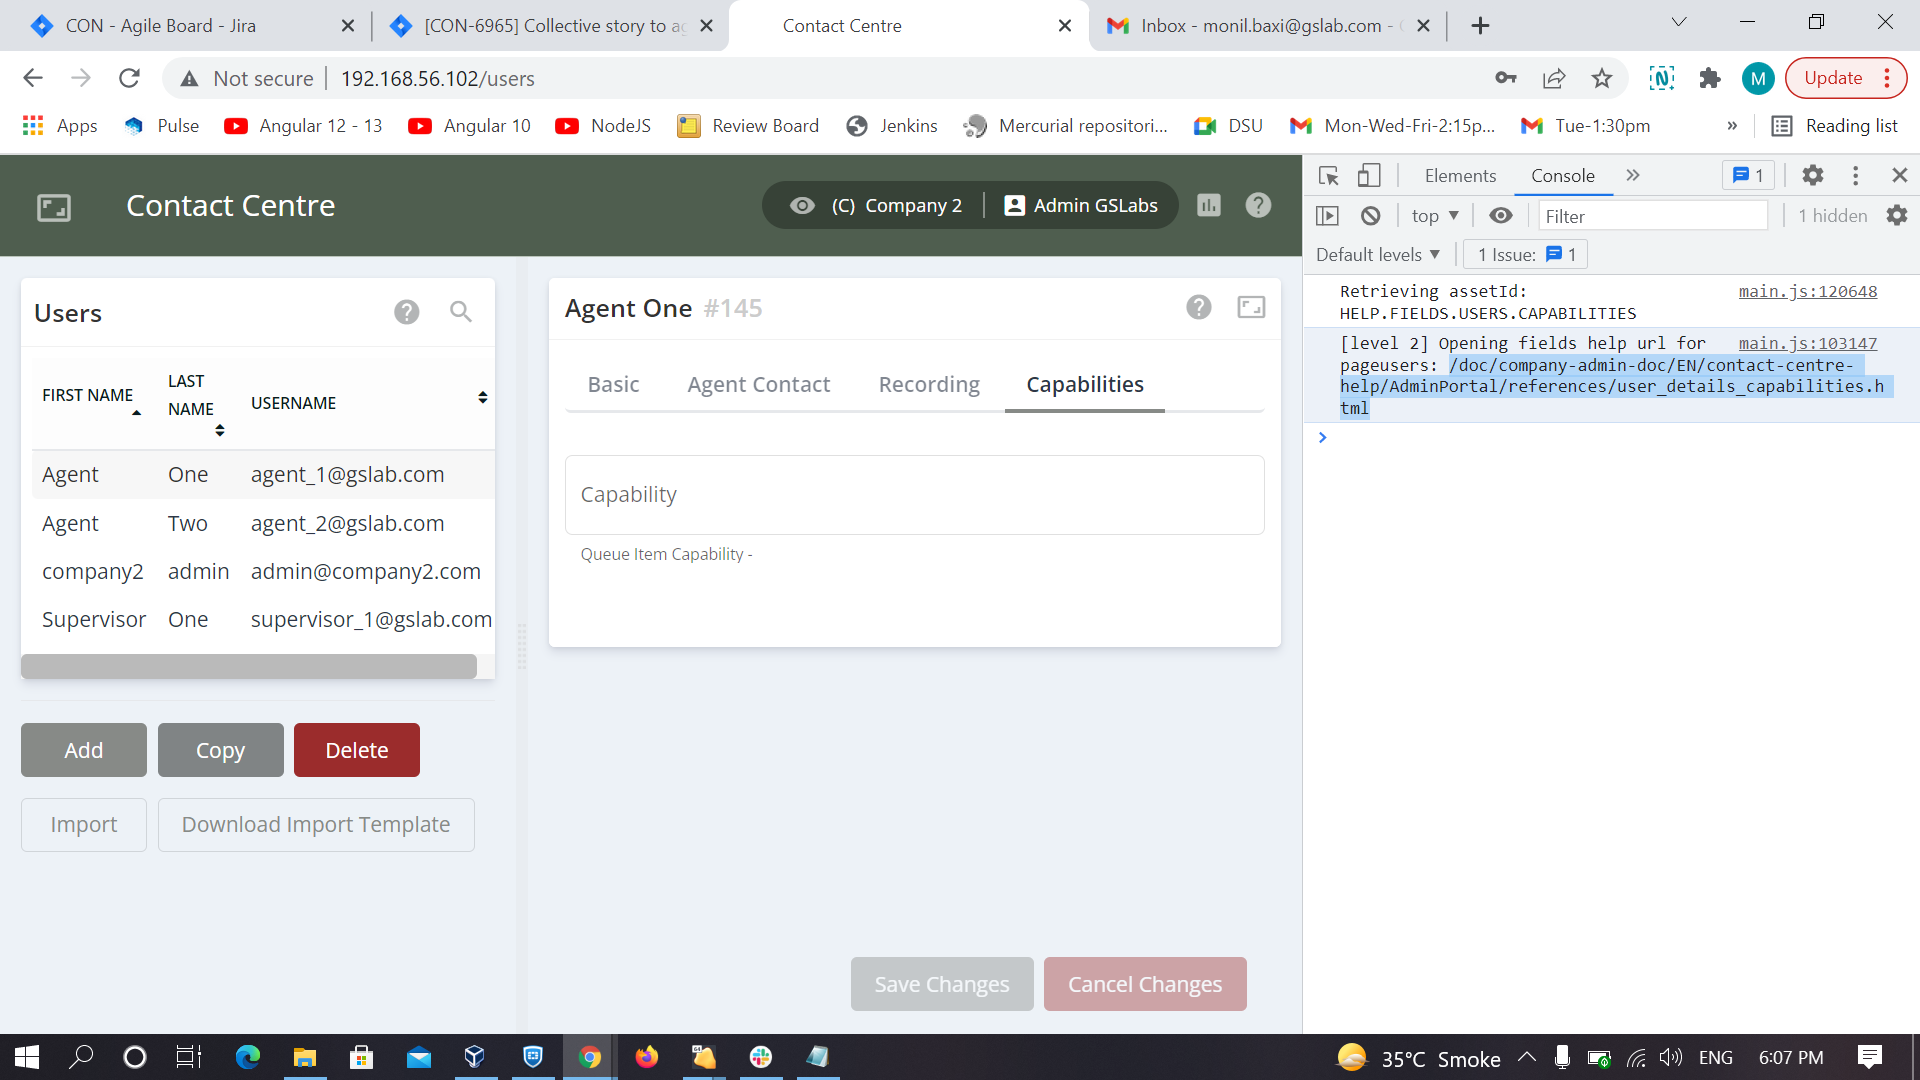 CON - Agile Board - Jira
[CON-6965] Collective story to ag
Contact Centre
Inbox - monil.baxi@gslab.com -
Not secure
192.168.56.102/users
M
Update
Apps
Pulse
Angular 12 - 13
Angular 10
NodeJS
Review Board
Jenkins
Mercurial repositori...
DSU
Mon-Wed-Fri-2:15p...
Tue-1:30pm
»
Reading list
Contact Centre
(C) Company 2
Admin GSLabs
Users
FIRST NAME
LAST
NAME
USERNAME
Agent One agent_1@gslab.com
Agent Two agent_2@gslab.com
company2 admin admin@company2.com
Supervisor One supervisor_1@gslab.com
Add
Copy
Delete
Import
Download Import Template
Agent One #145
Basic
Agent Contact
Recording
Capabilities
Capability
Queue Item Capability -
Save Changes
Cancel Changes
Elements
Console
»
1
top
Filter
1 hidden
Default levels
1 Issue: 1
Retrieving assetId: main.js:120648
HELP.FIELDS.USERS.CAPABILITIES
[level 2] Opening fields help url for main.js:103147
pageusers: /doc/company-admin-doc/EN/contact-centre-
help/AdminPortal/references/user_details_capabilities.h
tml
35°C Smoke
ENG
6:07 PM